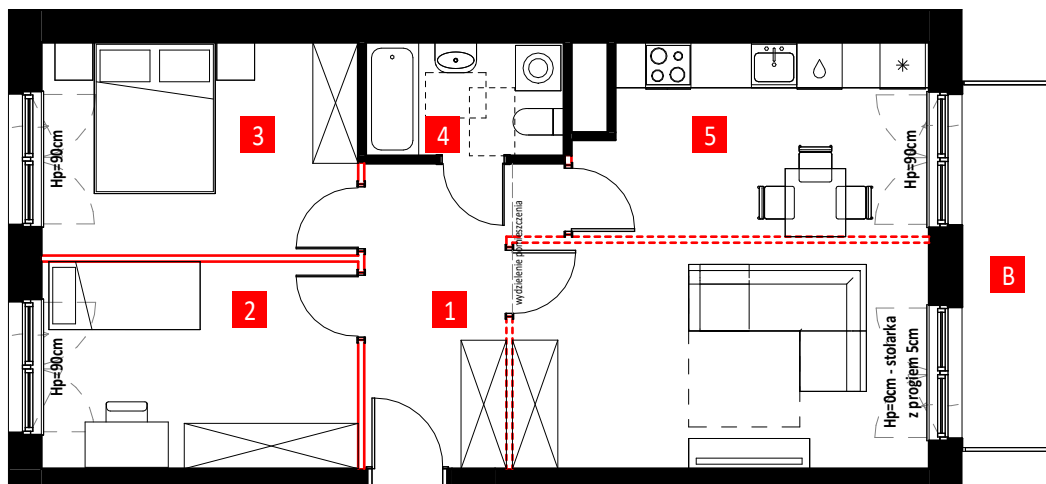 3
4
5
Hp=90cm
Hp=90cm
wydzielenie pomieszczenia
B
2
1
Hp=90cm
Hp=0cm - stolarka
z progiem 5cm